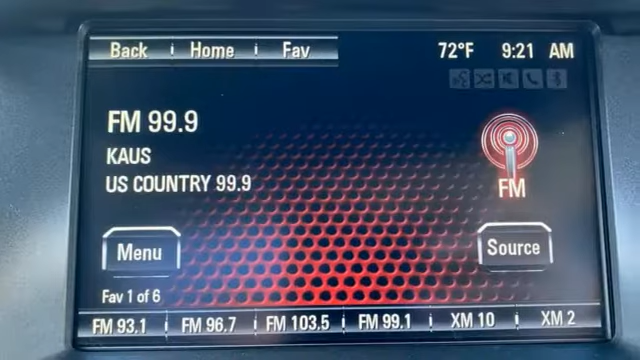 Back Home Fav 72°F 9:21 AM
FM 99.9
KAUS
US COUNTRY 99.9
FM
Menu Source
Fav 1 of 6
FM 93.1 FM 96.7 FM 103.5 FM 99.1 XM 10 XM 2